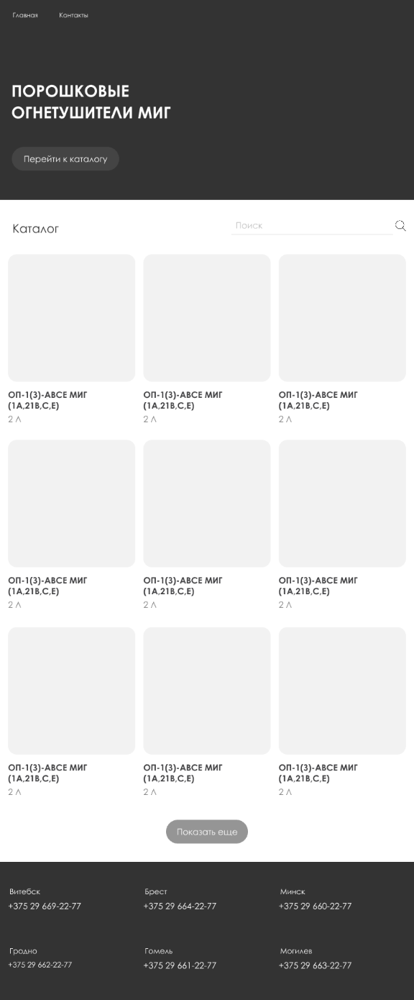 Главная Контакты
ПОРОШКОВЫЕ
ОГНЕТУШИТЕЛИ МИГ
Перейти к каталогу
Каталог
Поиск
ОП-1(3)-АВСЕ МИГ
(1А,21В,С,Е)
2 Л
ОП-1(3)-АВСЕ МИГ
(1А,21В,С,Е)
2 Л
ОП-1(3)-АВСЕ МИГ
(1А,21В,С,Е)
2 Л
ОП-1(3)-АВСЕ МИГ
(1А,21В,С,Е)
2 Л
ОП-1(3)-АВСЕ МИГ
(1А,21В,С,Е)
2 Л
ОП-1(3)-АВСЕ МИГ
(1А,21В,С,Е)
2 Л
ОП-1(3)-АВСЕ МИГ
(1А,21В,С,Е)
2 Л
ОП-1(3)-АВСЕ МИГ
(1А,21В,С,Е)
2 Л
ОП-1(3)-АВСЕ МИГ
(1А,21В,С,Е)
2 Л
Показать еще
Витебск
+375 29 669-22-77
Брест
+375 29 664-22-77
Минск
+375 29 660-22-77
Гродно
+375 29 662-22-77
Гомель
+375 29 661-22-77
Могилев
+375 29 663-22-77